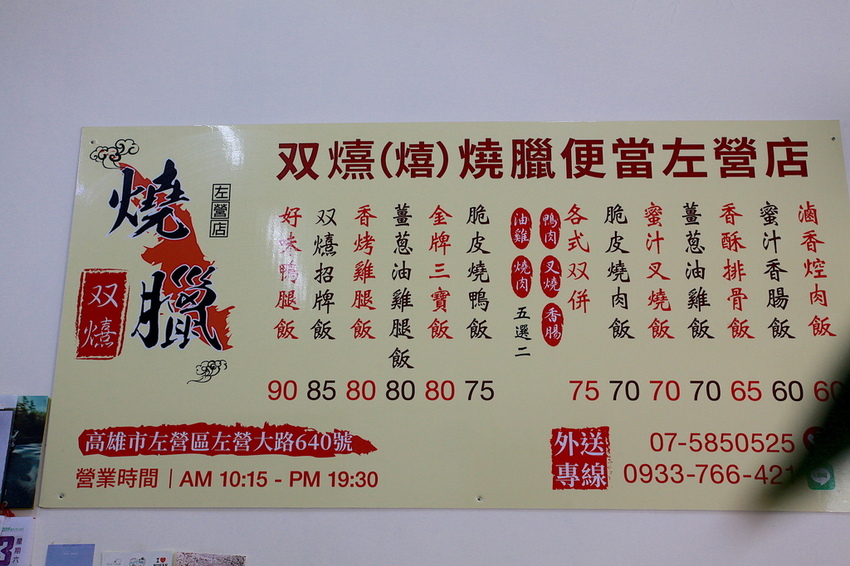 双熺(熺)燒臘便當左營店
燒臘
左營店
双熺
好味鴨腿飯 90
双熺招牌飯 85
香烤雞腿飯 80
薑蔥油雞腿飯 80
金牌三寶飯 80
脆皮燒鴨飯 75
油雞 燒肉 五選二
鴨肉 叉燒 香腸
各式双併 75
脆皮燒肉飯 70
蜜汁叉燒飯 70
薑蔥油雞飯 70
香酥排骨飯 65
蜜汁香腸飯 60
滷香焢肉飯 60
高雄市左營區左營大路640號
營業時間 | AM 10:15 - PM 19:30
外送專線
07-5850525
0933-766-421